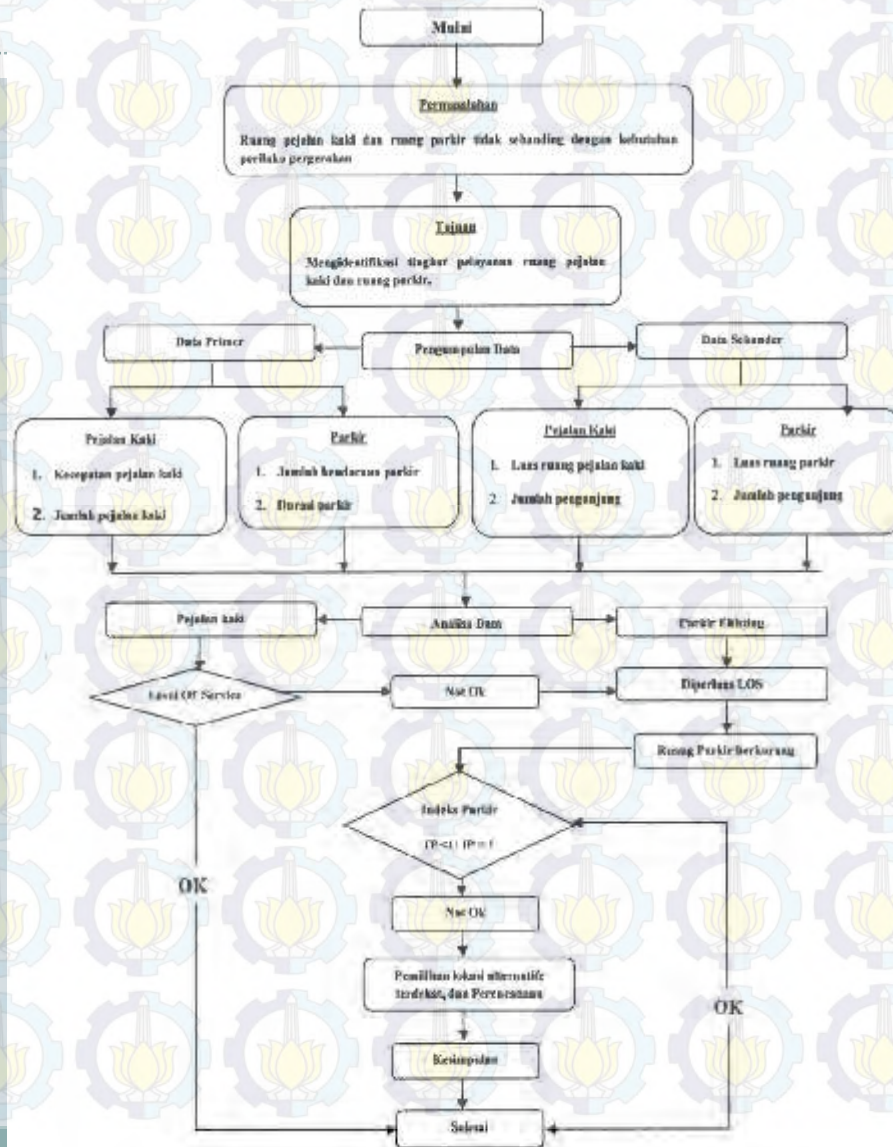 Mulai
Permasalahan
Ruang pejalan kaki dan ruang parkir tidak sebanding dengan kebutuhan
perilaku pergerakan
Tujuan
Mengidentifikasi tingkat pelayanan ruang pejalan
kaki dan ruang parkir.
Data Primer
Pengumpulan Data
Data Sekunder
Pejalan Kaki
1. Kecepatan pejalan kaki
2. Jumlah pejalan kaki
Parkir
1. Jumlah kendaraan parkir
2. Durasi parkir
Pejalan Kaki
1. Luas ruang pejalan kaki
2. Jumlah pengunjung
Parkir
1. Luas ruang parkir
2. Jumlah pengunjung
Pejalan kaki
Analisa Data
Parkir Eksisting
Level Of Service
Not Ok
Diperluas LOS
Ruang Parkir Berkurang
Indeks Parkir
OK
Not Ok
Pemilihan lokasi alternatife
terdekat, dan Perencanaan
OK
Kesimpulan
Selesai